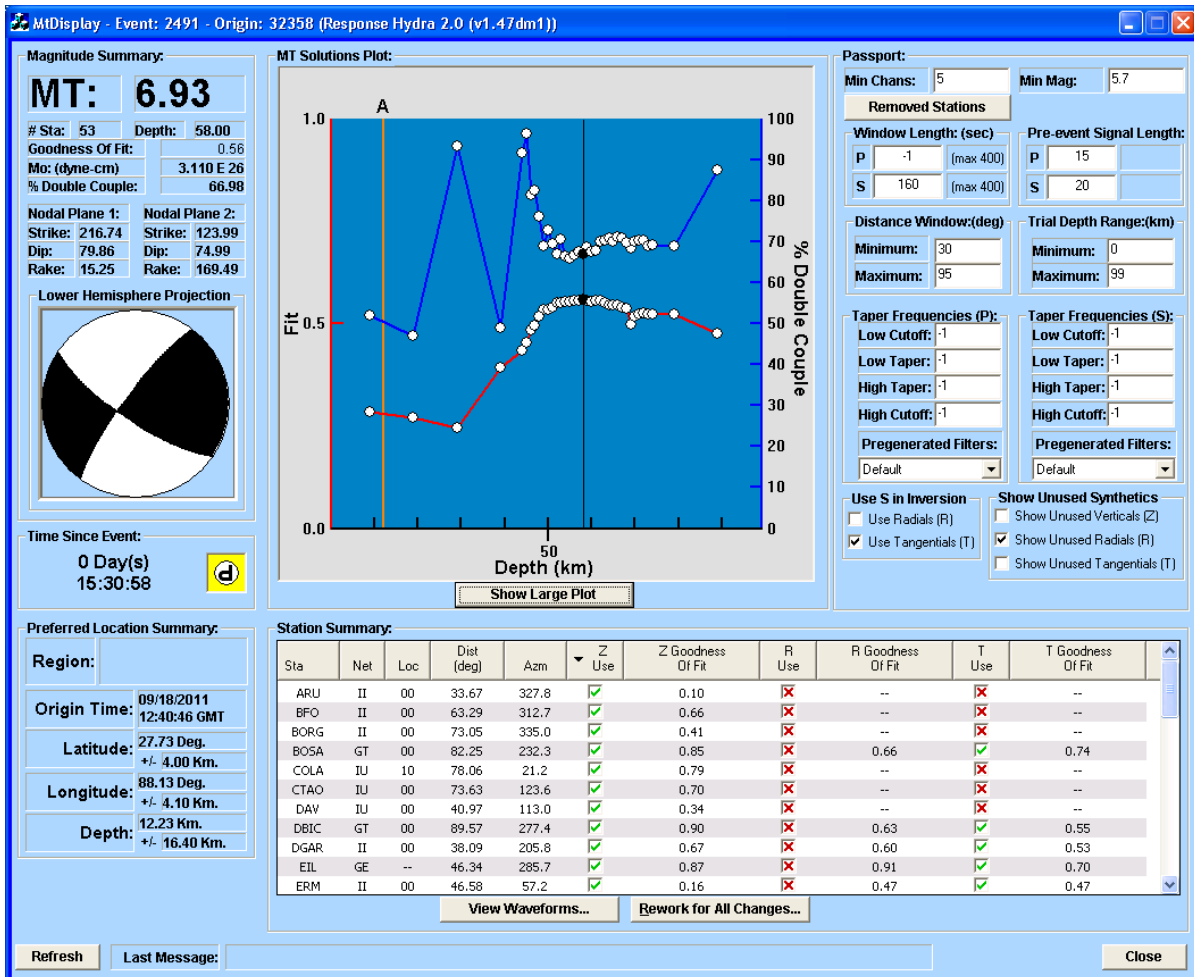 MtDisplay - Event: 2491 - Origin: 32358 (Response Hydra 2.0 (v1.47dm1))
Magnitude Summary:
MT: 6.93
# Sta: 53 Depth: 58.00
Goodness Of Fit: 0.56
Mo: (dyne-cm) 3.110 E 26
% Double Couple: 66.98
Nodal Plane 1: Nodal Plane 2:
Strike: 216.74 Strike: 123.99
Dip: 79.86 Dip: 74.99
Rake: 15.25 Rake: 169.49
Lower Hemisphere Projection
Time Since Event:
0 Day(s)
15:30:58
MT Solutions Plot:
A
1.0
0.5
0.0
Fit
100
90
80
70
60
50
40
30
20
10
0
% Double Couple
50
Depth (km)
Show Large Plot
Passport:
Min Chans: 5 Min Mag: 5.7
Removed Stations
Window Length: (sec) Pre-event Signal Length:
P -1 (max 400) P 15
S 160 (max 400) S 20
Distance Window:(deg) Trial Depth Range:(km)
Minimum: 30 Minimum: 0
Maximum: 95 Maximum: 99
Taper Frequencies (P): Taper Frequencies (S):
Low Cutoff: -1 Low Cutoff: -1
Low Taper: -1 Low Taper: -1
High Taper: -1 High Taper: -1
High Cutoff: -1 High Cutoff: -1
Pregenerated Filters: Pregenerated Filters:
Default Default
Use S in Inversion Show Unused Synthetics
Use Radials (R) Show Unused Verticals (Z)
Use Tangentials (T) Show Unused Radials (R)
Show Unused Tangentials (T)
Preferred Location Summary:
Region:
Origin Time: 09/18/2011
12:40:46 GMT
Latitude: 27.73 Deg.
+/- 4.00 Km.
Longitude: 88.13 Deg.
+/- 4.10 Km.
Depth: 12.23 Km.
+/- 16.40 Km.
Station Summary:
Sta Net Loc Dist (deg) Azm Z Use Z Goodness Of Fit R Use R Goodness Of Fit T Use T Goodness Of Fit
ARU II 00 33.67 327.8 0.10 -- --
BFO II 00 63.29 312.7 0.66 -- --
BORG II 00 73.05 335.0 0.41 -- --
BOSA GT 00 82.25 232.3 0.85 0.66 0.74
COLA IU 10 78.06 21.2 0.79 -- --
CTAO IU 00 73.63 123.6 0.70 -- --
DAV IU 00 40.97 113.0 0.34 -- --
DBIC GT 00 89.57 277.4 0.90 0.63 0.55
DGAR II 00 38.09 205.8 0.67 0.60 0.53
EIL GE -- 46.34 285.7 0.87 0.91 0.70
ERM II 00 46.58 57.2 0.16 0.47 0.47
View Waveforms... Rework for All Changes...
Refresh Last Message: Close